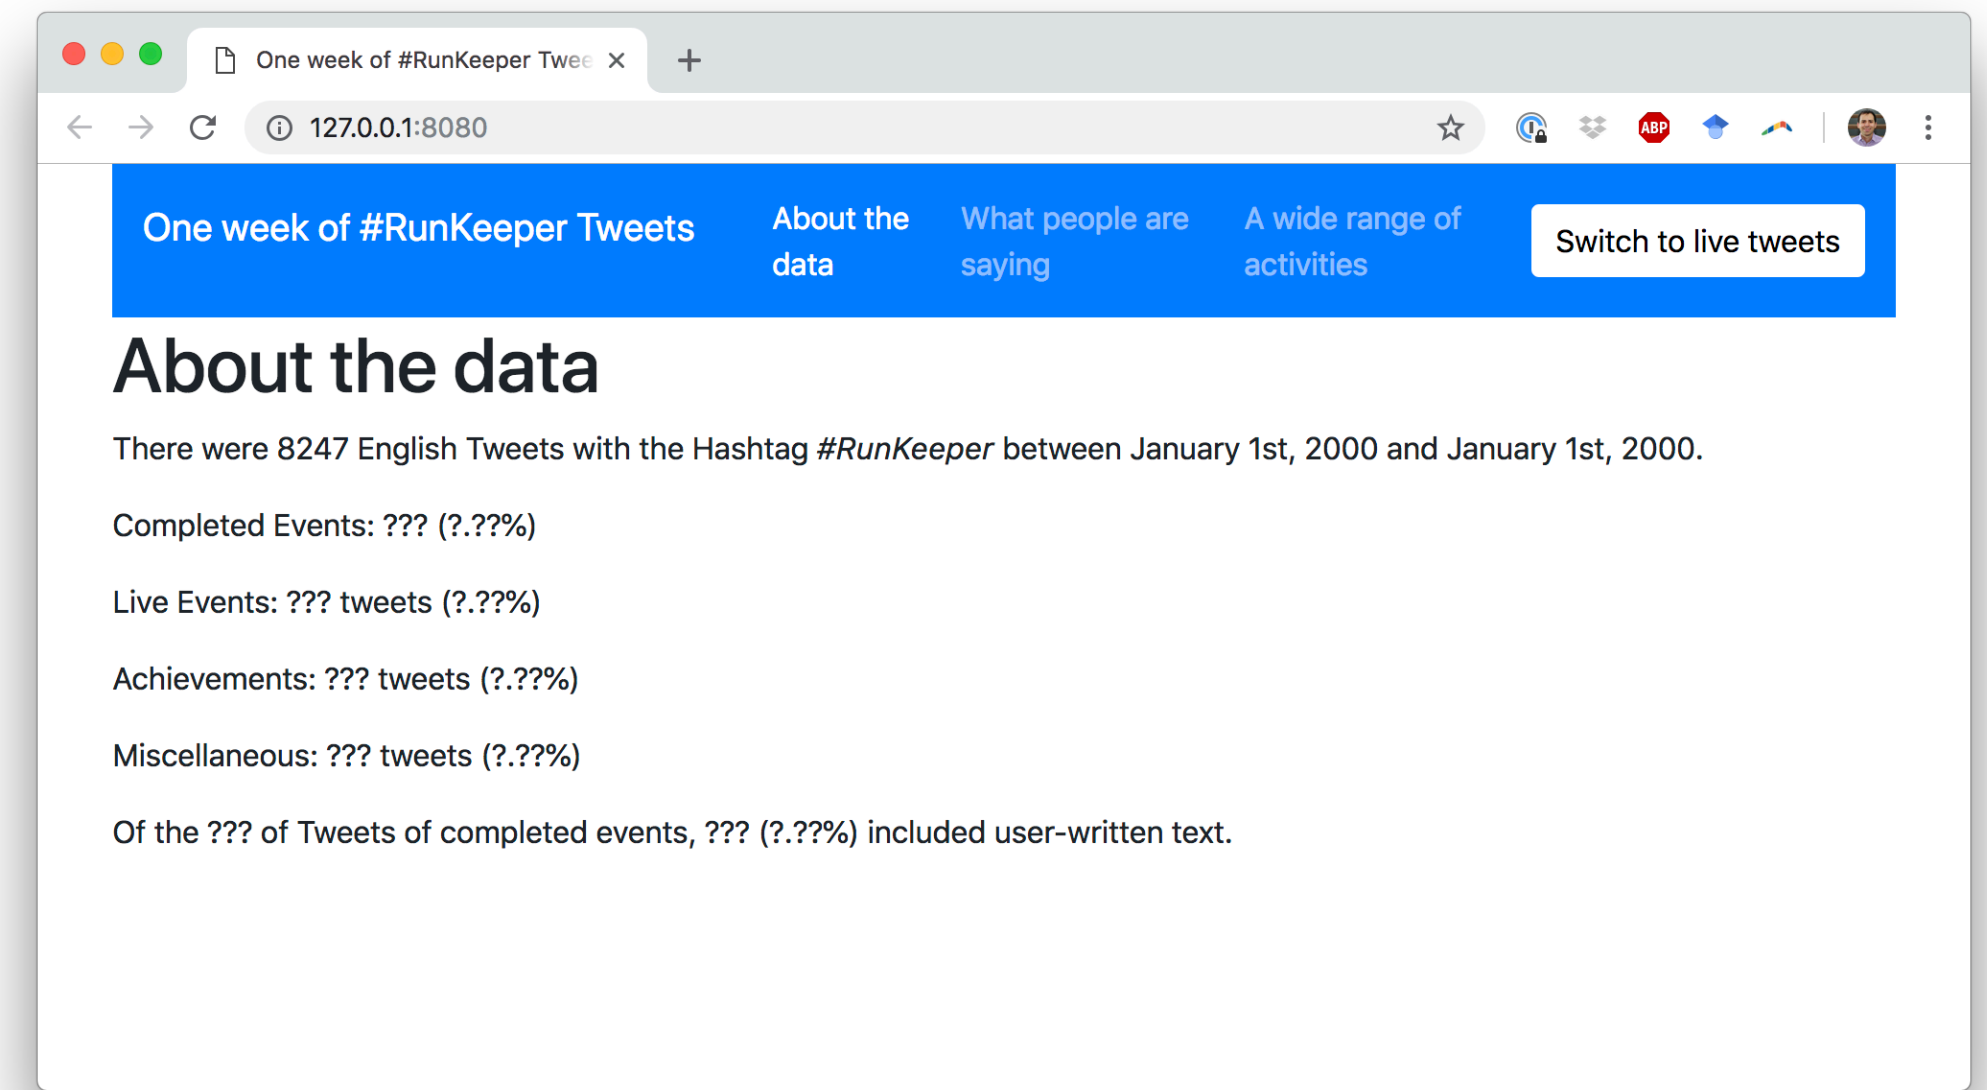 One week of #RunKeeper Twee
127.0.0.1:8080
ABP
One week of #RunKeeper Tweets
About the
data
What people are
saying
A wide range of
activities
Switch to live tweets
About the data
There were 8247 English Tweets with the Hashtag #RunKeeper between January 1st, 2000 and January 1st, 2000.
Completed Events: ??? (?.??%)
Live Events: ??? tweets (?.??%)
Achievements: ??? tweets (?.??%)
Miscellaneous: ??? tweets (?.??%)
Of the ??? of Tweets of completed events, ??? (?.??%) included user-written text.